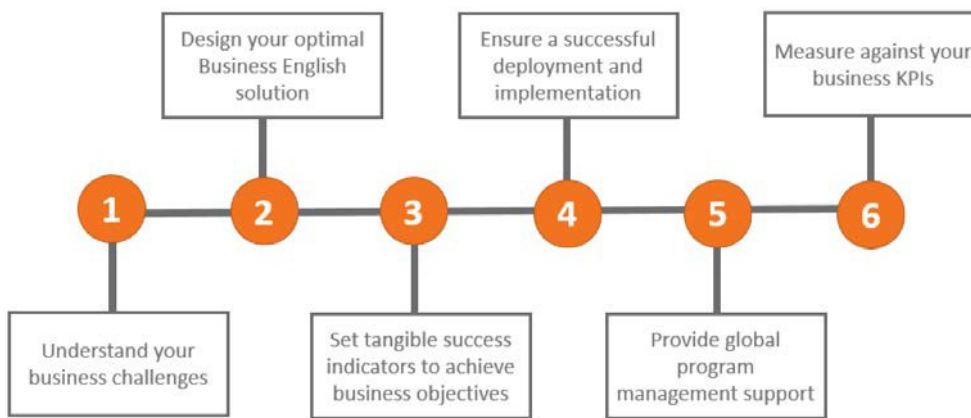 Design your optimal
Business English
solution
Ensure a successful
deployment and
implementation
Measure against your
business KPIs
1
2
3
4
5
6
Understand your
business challenges
Set tangible success
indicators to achieve
business objectives
Provide global
program
management support